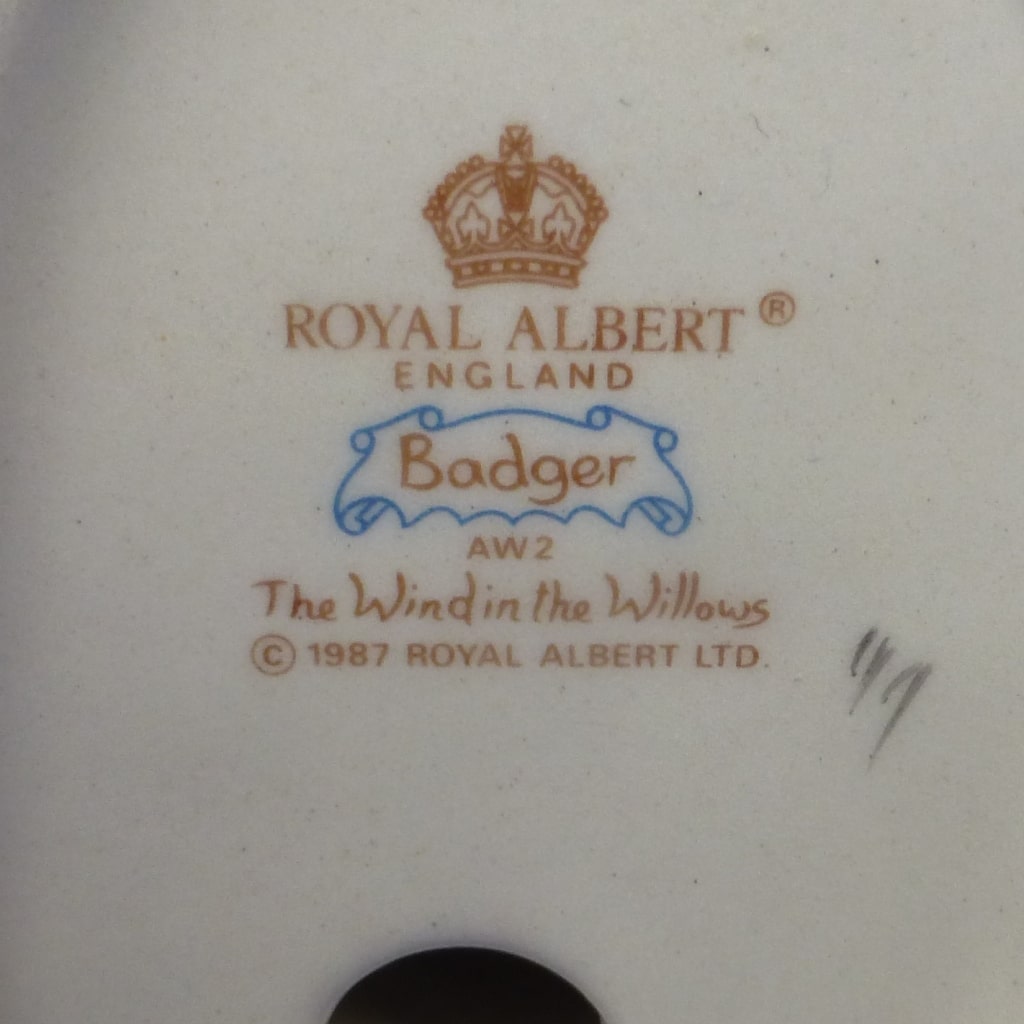 ROYAL ALBERT ®
ENGLAND
Badger
AW2
The Wind in the Willows
© 1987 ROYAL ALBERT LTD.